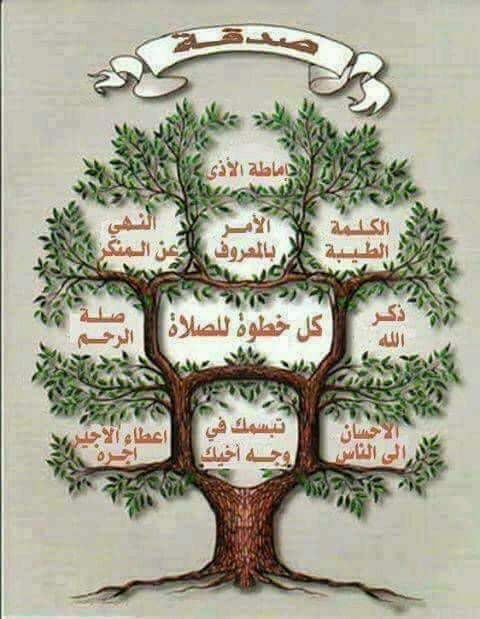 صدقة
إماطة الأذى
الكلمة
الطيبة
الأمر
بالمعروف
النهي
عن المنكر
ذكر
الله
كل خطوة للصلاة
صلة
الرحم
الاحسان
الى الناس
تبسمك في
وجه أخيك
اعطاء الاجير
اجره